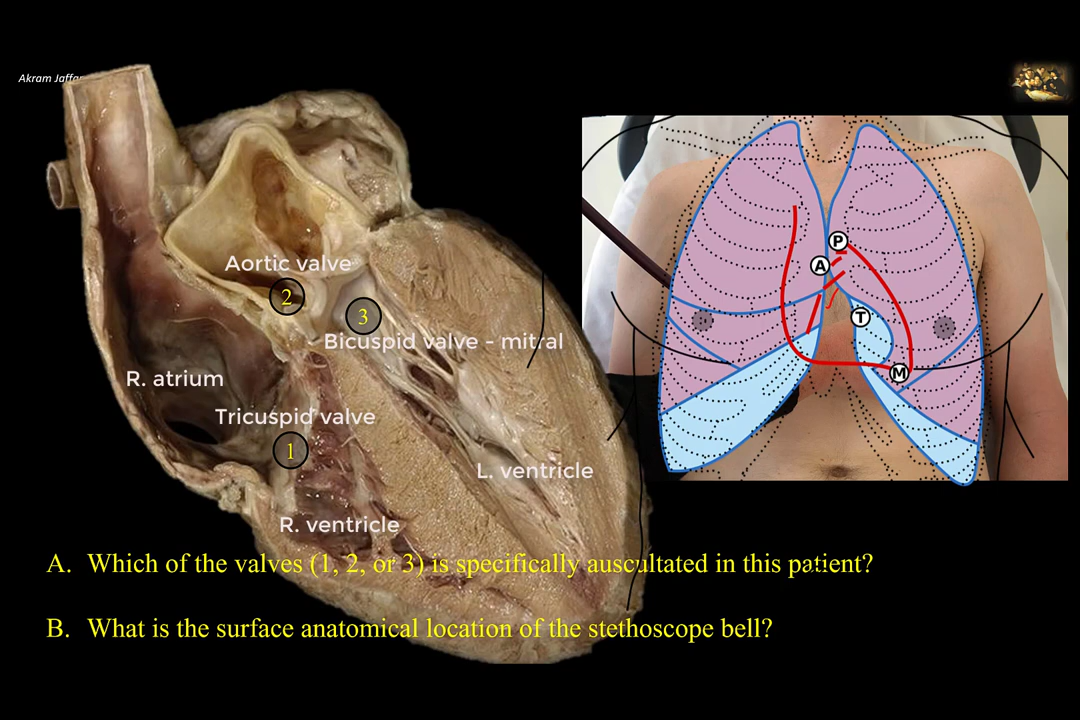 Akram Jaffar
P
A
Aortic valve
2
3
T
Bicuspid valve - mitral
R. atrium
M
Tricuspid valve
1
L. ventricle
R. ventricle
A. Which of the valves (1, 2, or 3) is specifically auscultated in this patient?
B. What is the surface anatomical location of the stethoscope bell?